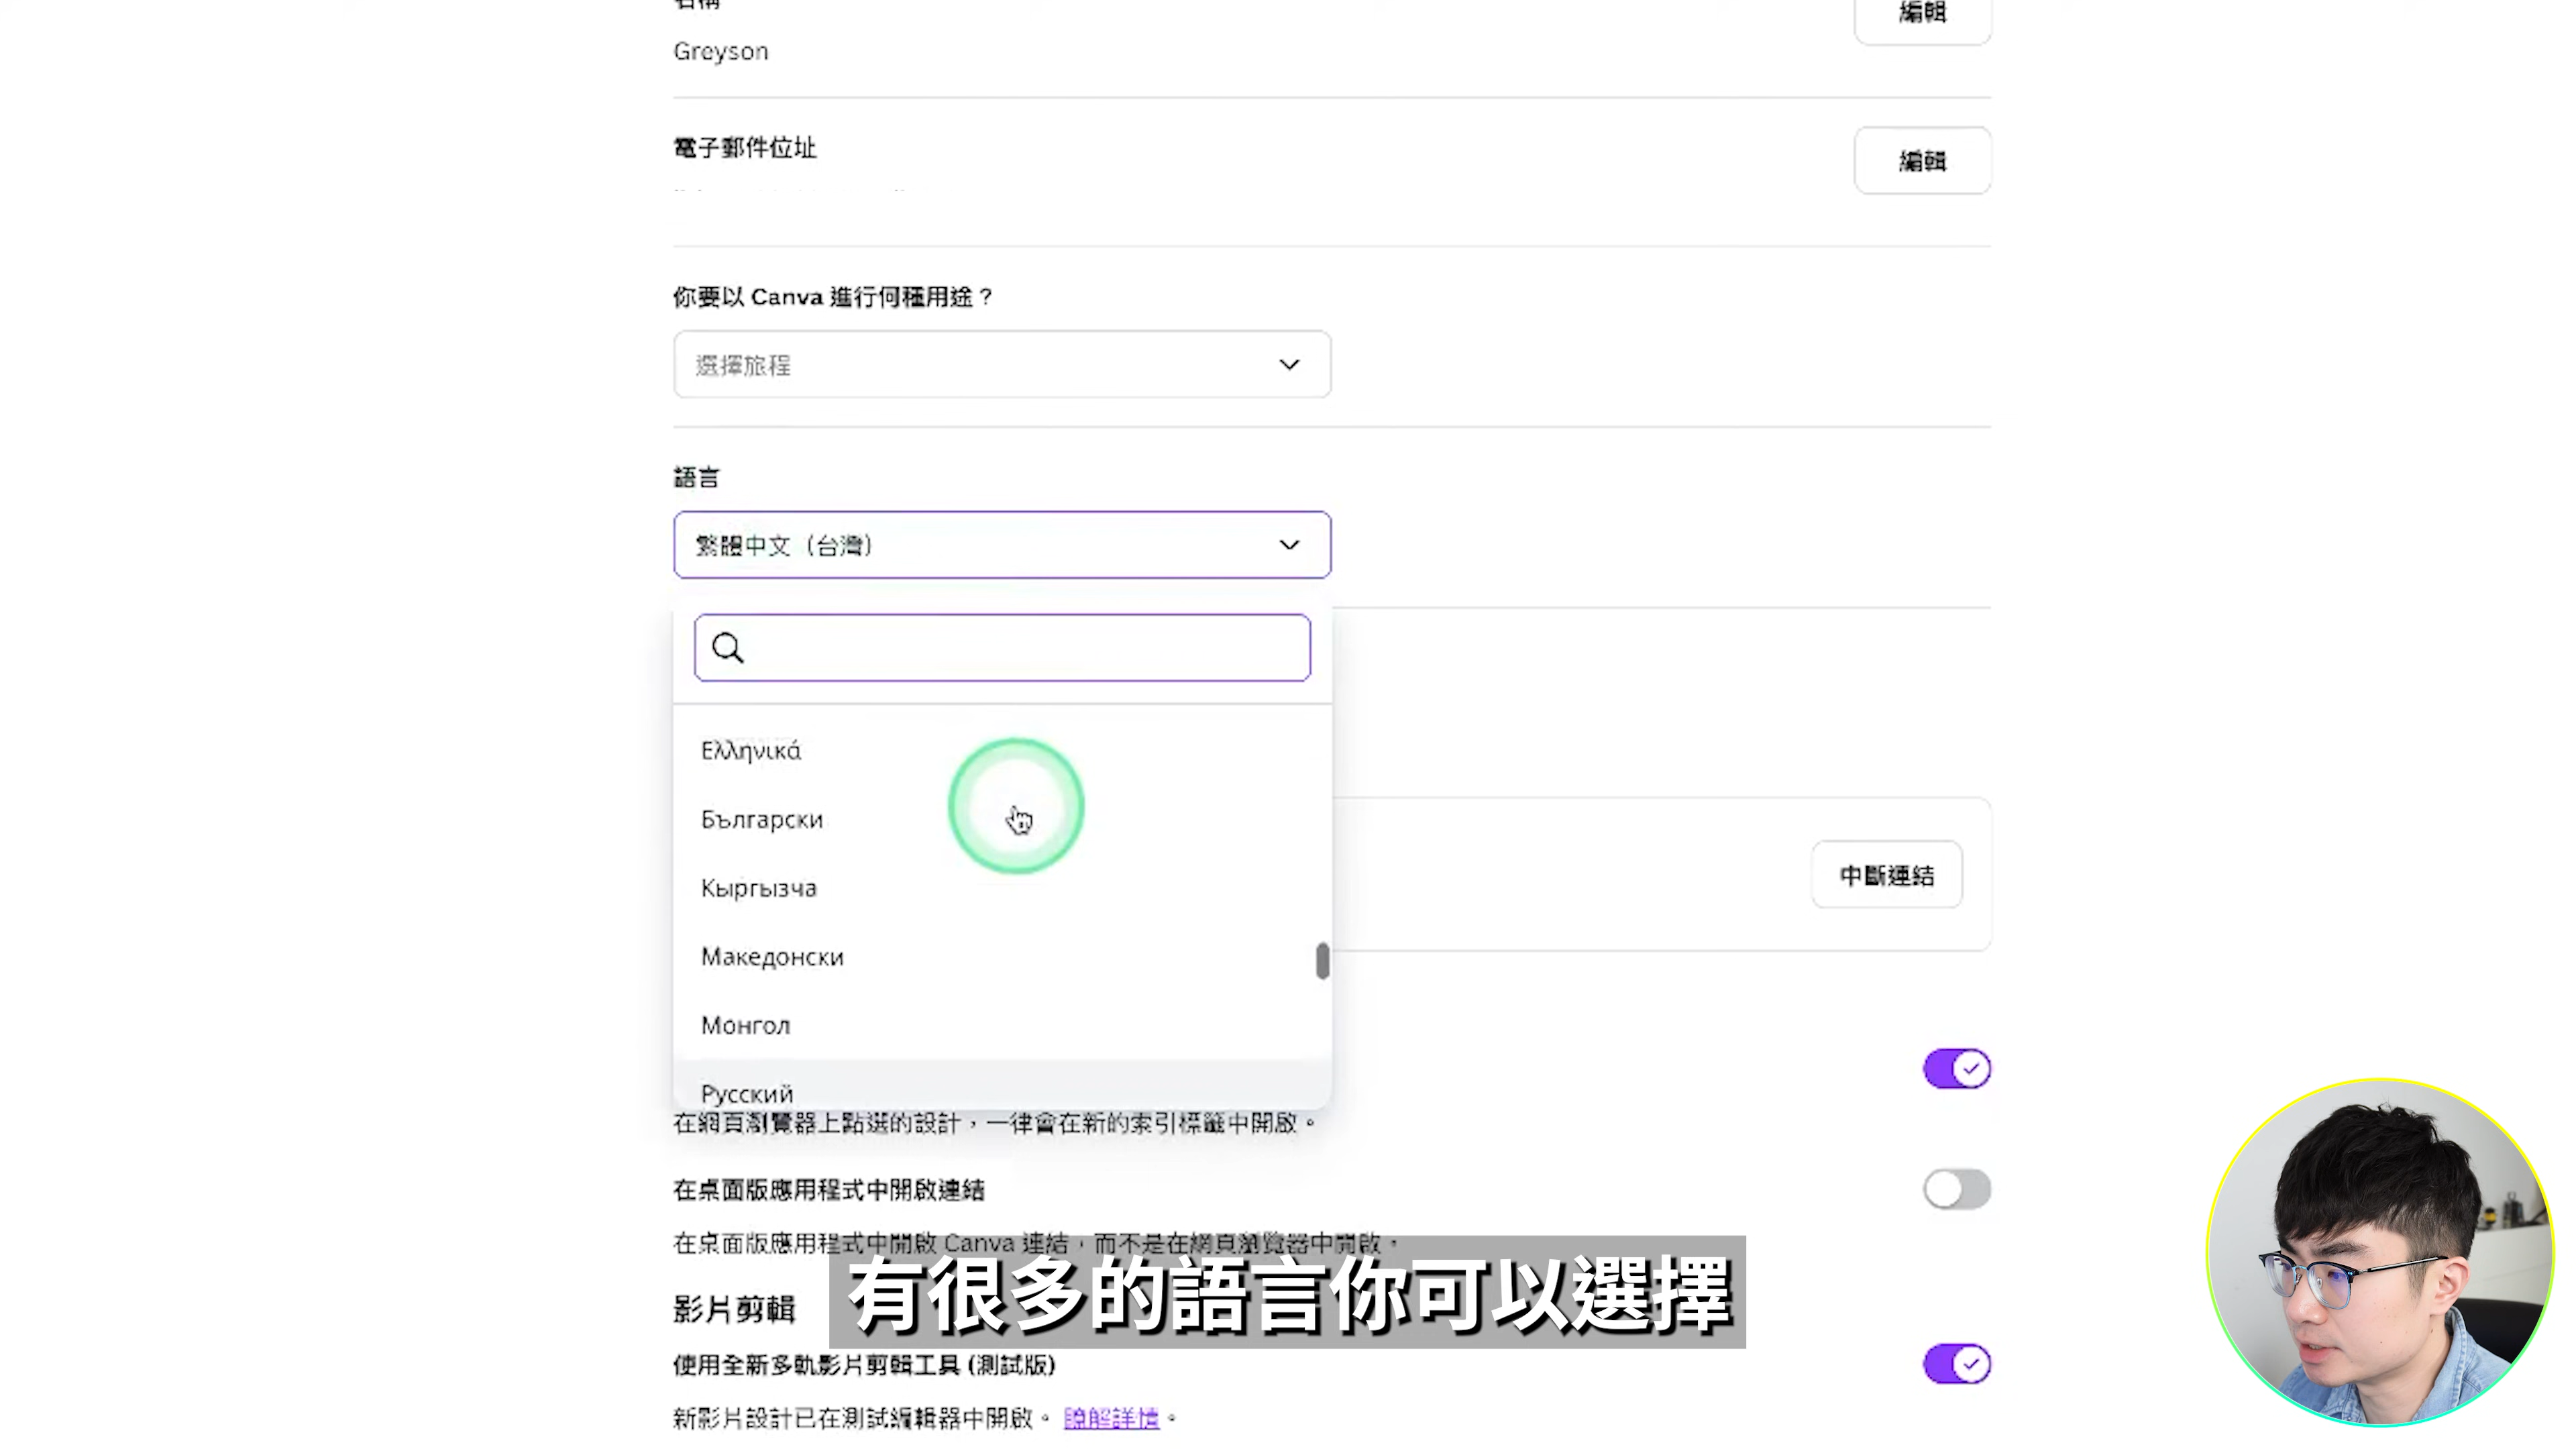 名稱
編輯
Greyson
電子郵件位址
編輯
你要以 Canva 進行何種用途？
選擇旅程
語言
繁體中文（台灣）
Ελληνικά
Български
Кыргызча
Македонски
Монгол
Русский
中斷連結
在網頁瀏覽器上點選的設計，一律會在新的索引標籤中開啟。
在桌面版應用程式中開啟連結
在桌面版應用程式中開啟 Canva 連結，而不是在網頁瀏覽器中開啟。
有很多的語言你可以選擇
影片剪輯
使用全新多軌影片剪輯工具 (測試版)
新影片設計已在測試編輯器中開啟。 瞭解詳情。